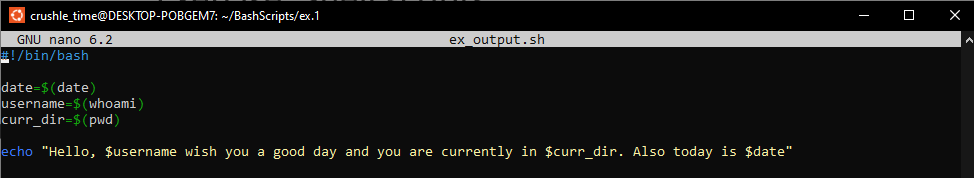 crushle_time@DESKTOP-POBGEM7: ~/BashScripts/ex.1
GNU nano 6.2 ex_output.sh
#!/bin/bash
date=$(date)
username=$(whoami)
curr_dir=$(pwd)
echo "Hello, $username wish you a good day and you are currently in $curr_dir. Also today is $date"